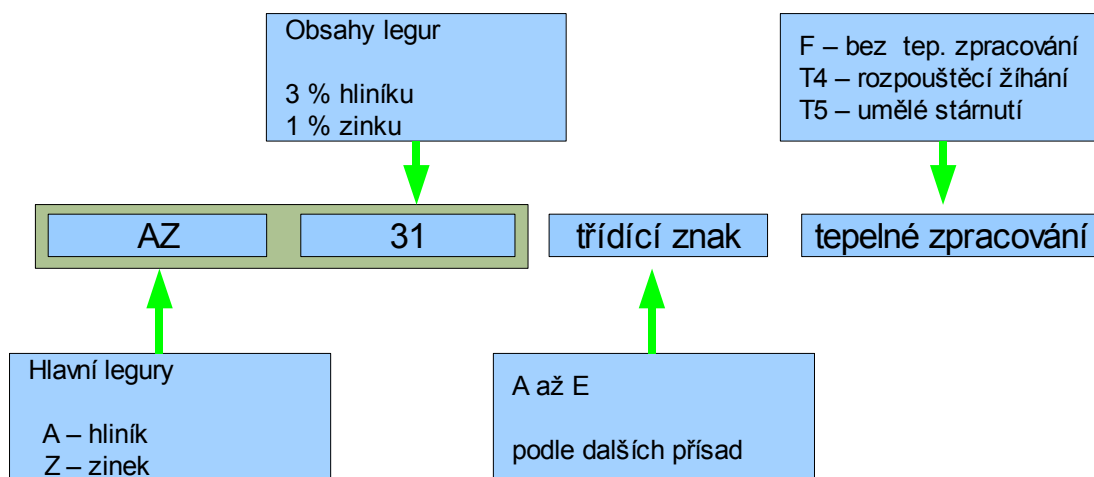 Obsahy legur
3 % hliníku
1 % zinku
F – bez tep. zpracování
T4 – rozpouštěcí žíhání
T5 – umělé stárnutí
AZ
31
třídící znak
tepelné zpracování
Hlavní legury
A – hliník
Z – zinek
A až E
podle dalších přísad